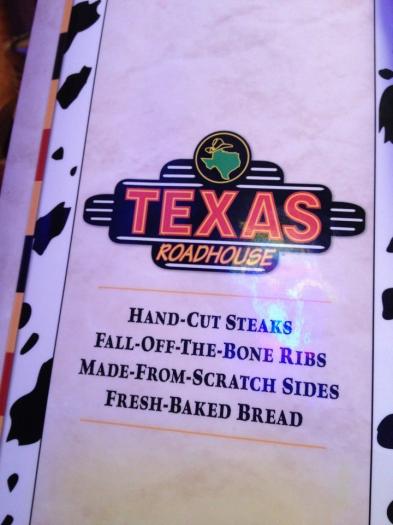 TEXAS
ROADHOUSE
HAND-CUT STEAKS
FALL-OFF-THE-BONE RIBS
MADE-FROM-SCRATCH SIDES
FRESH-BAKED BREAD